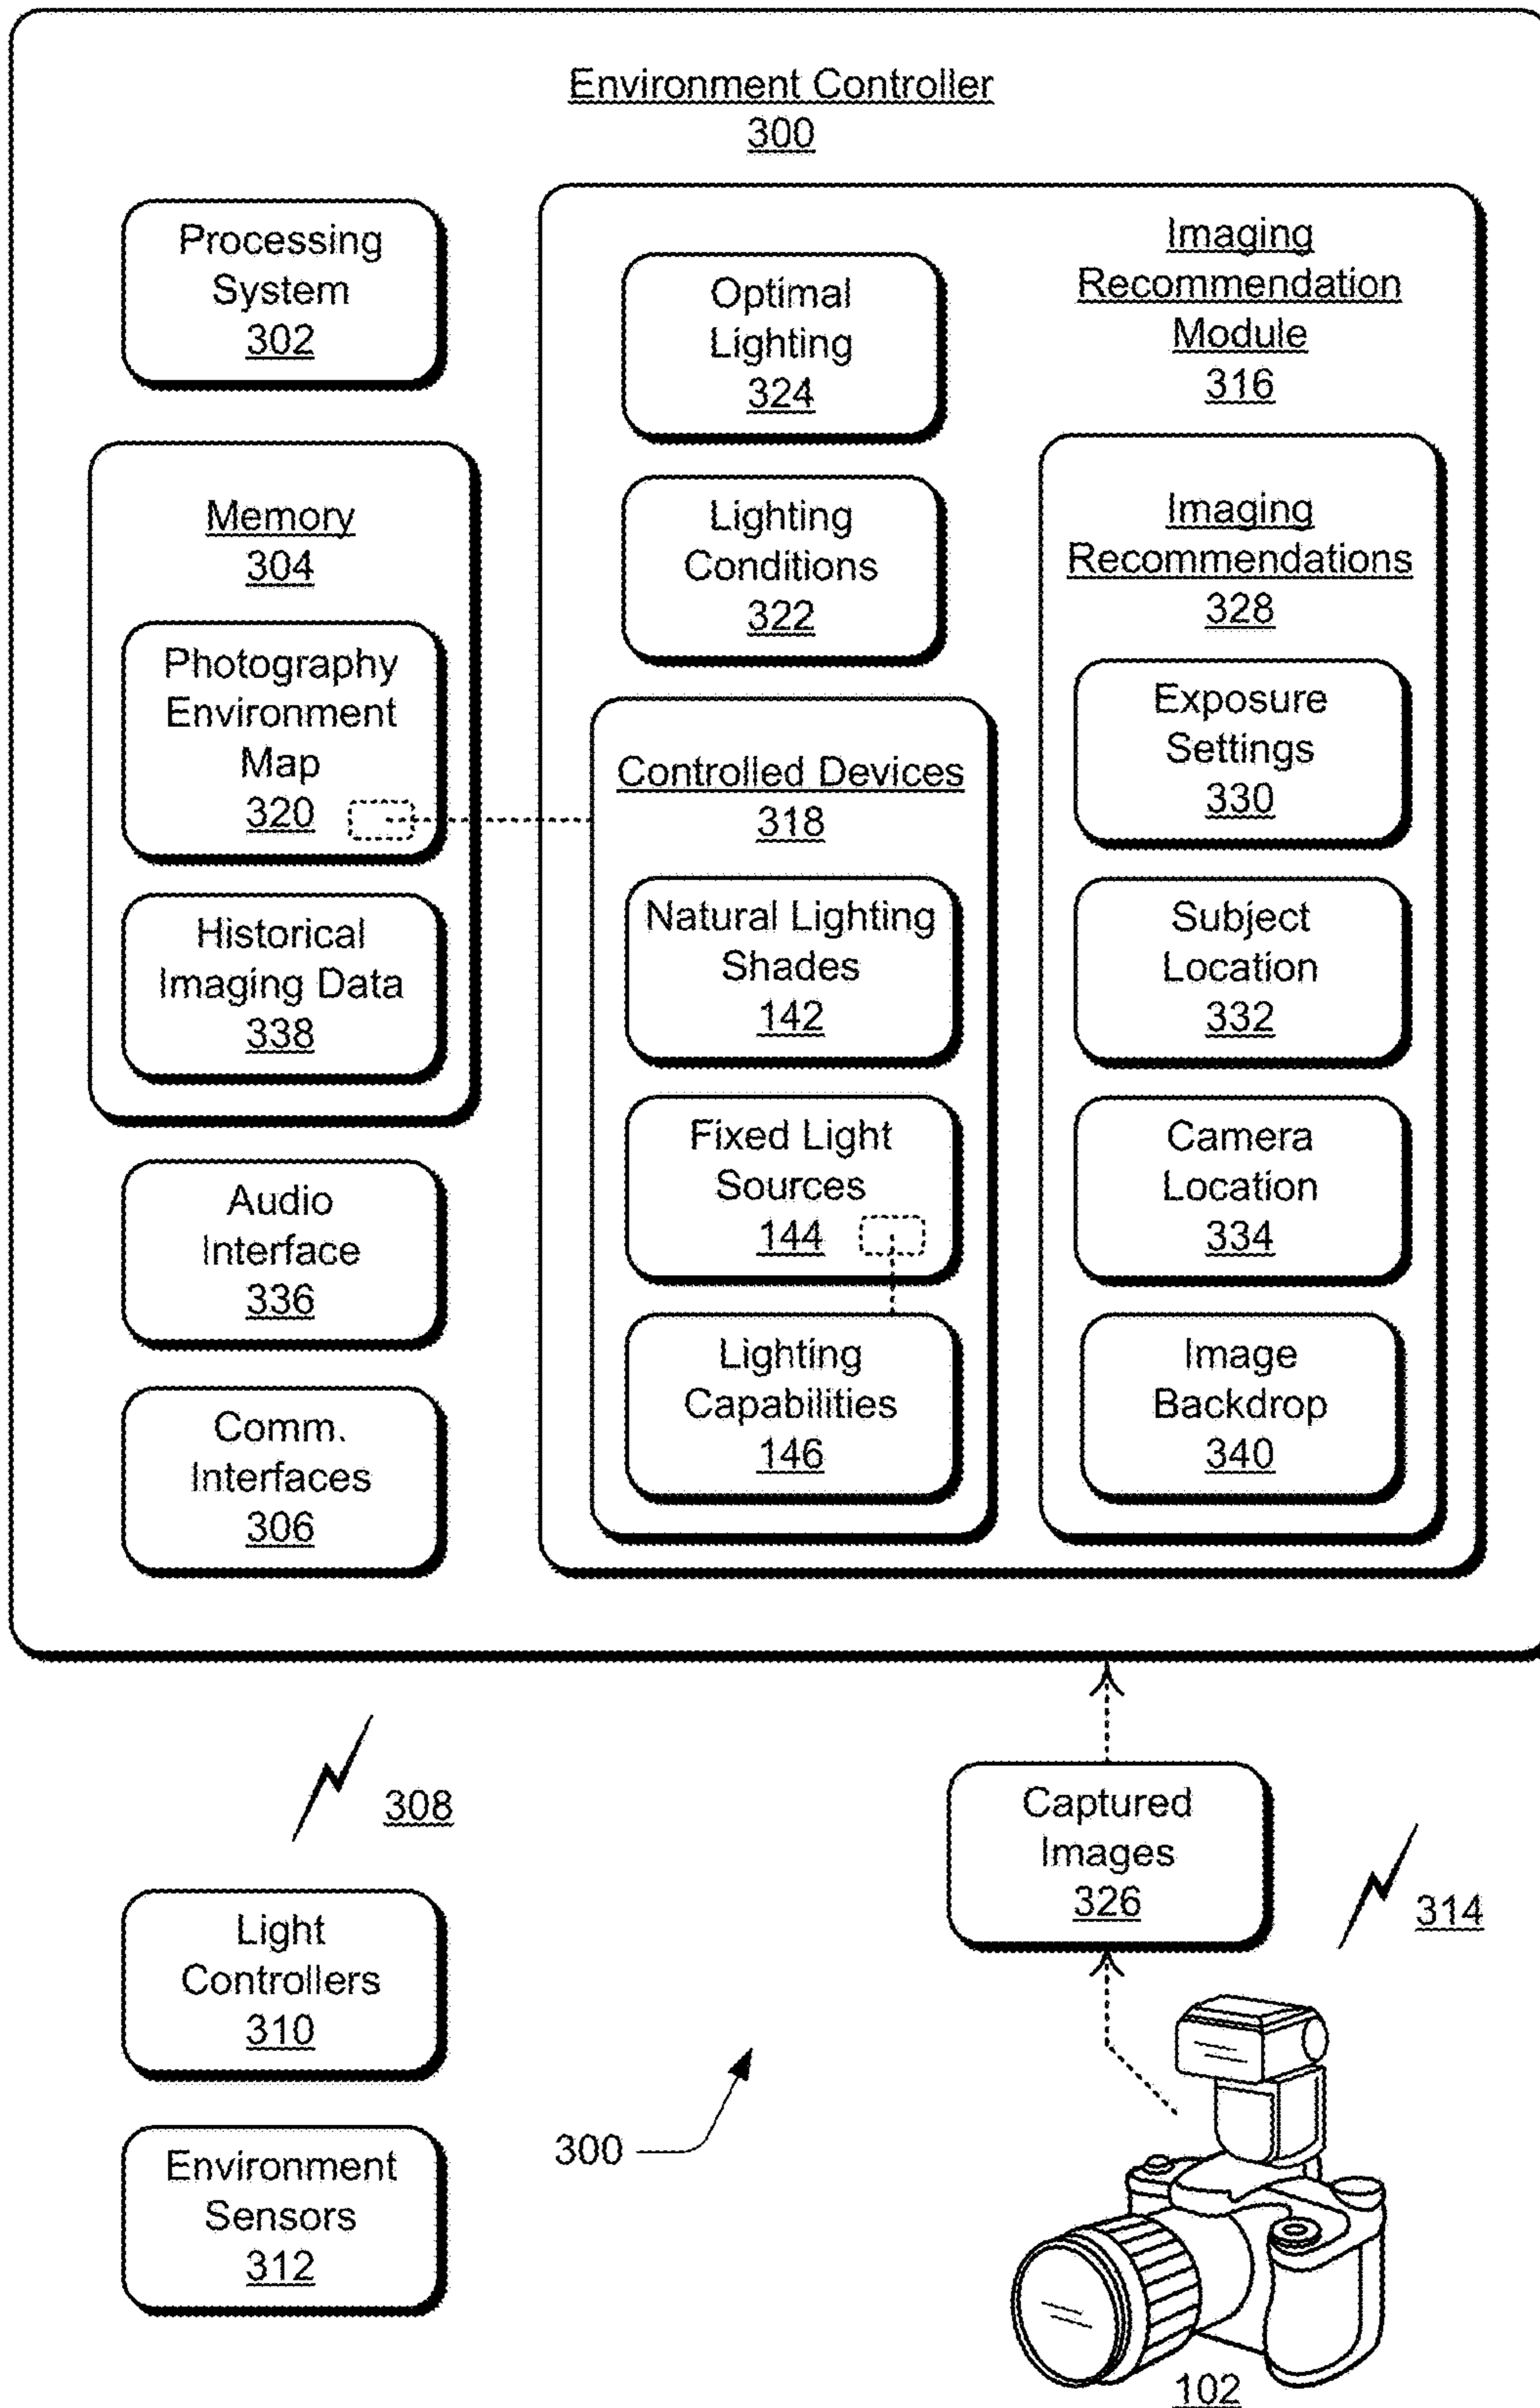 Environment Controller
300
Processing
System
302
Memory
304
Photography
Environment
Map
320
Historical
Imaging Data
338
Audio
Interface
336
Comm.
Interfaces
306
Imaging
Recommendation
Module
316
Optimal
Lighting
324
Lighting
Conditions
322
Controlled Devices
318
Natural Lighting
Shades
142
Fixed Light
Sources
144
Lighting
Capabilities
146
Imaging
Recommendations
328
Exposure
Settings
330
Subject
Location
332
Camera
Location
334
Image
Backdrop
340
308
Captured
Images
326
314
Light
Controllers
310
Environment
Sensors
312
300
102